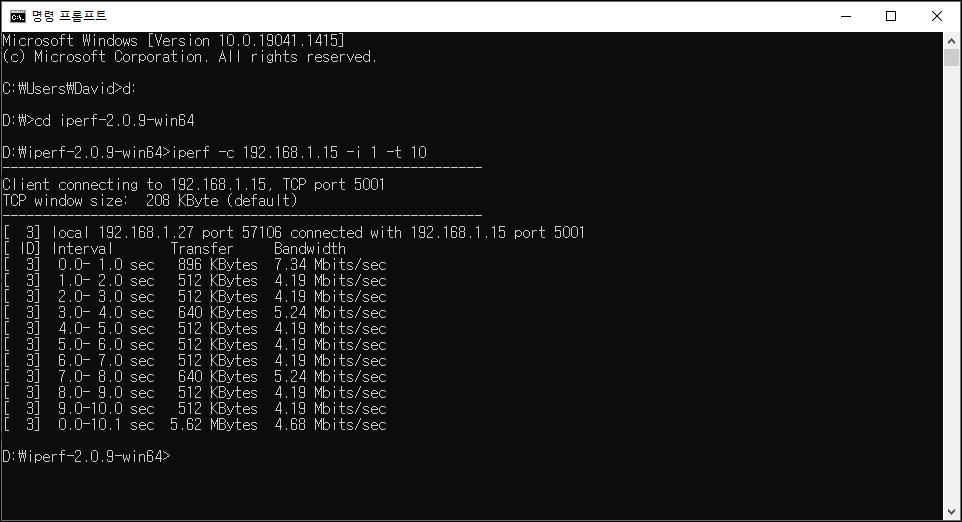 명령 프롬프트
Microsoft Windows [Version 10.0.19041.1415]
(c) Microsoft Corporation. All rights reserved.
C:₩Users₩David>d:
D:₩>cd iperf-2.0.9-win64
D:₩iperf-2.0.9-win64>iperf -c 192.168.1.15 -i 1 -t 10
------------------------------------------------------------
Client connecting to 192.168.1.15, TCP port 5001
TCP window size:  208 KByte (default)
------------------------------------------------------------
[  3] local 192.168.1.27 port 57106 connected with 192.168.1.15 port 5001
[ ID] Interval       Transfer     Bandwidth
[  3]  0.0- 1.0 sec   896 KBytes  7.34 Mbits/sec
[  3]  1.0- 2.0 sec   512 KBytes  4.19 Mbits/sec
[  3]  2.0- 3.0 sec   512 KBytes  4.19 Mbits/sec
[  3]  3.0- 4.0 sec   640 KBytes  5.24 Mbits/sec
[  3]  4.0- 5.0 sec   512 KBytes  4.19 Mbits/sec
[  3]  5.0- 6.0 sec   512 KBytes  4.19 Mbits/sec
[  3]  6.0- 7.0 sec   512 KBytes  4.19 Mbits/sec
[  3]  7.0- 8.0 sec   640 KBytes  5.24 Mbits/sec
[  3]  8.0- 9.0 sec   512 KBytes  4.19 Mbits/sec
[  3]  9.0-10.0 sec   512 KBytes  4.19 Mbits/sec
[  3]  0.0-10.1 sec  5.62 MBytes  4.68 Mbits/sec
D:₩iperf-2.0.9-win64>